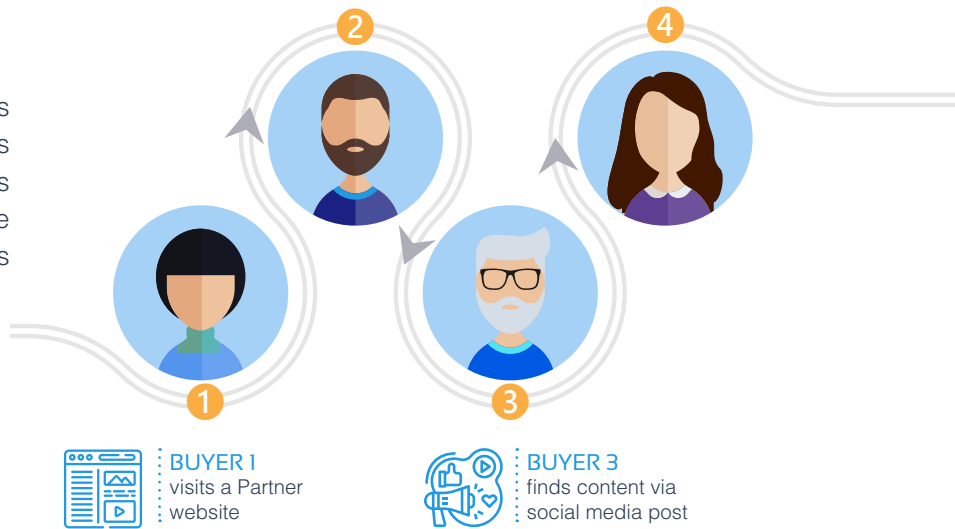 2
4
s
s
s
e
s
1
3
BUYER 1
visits a Partner
website
BUYER 3
finds content via
social media post